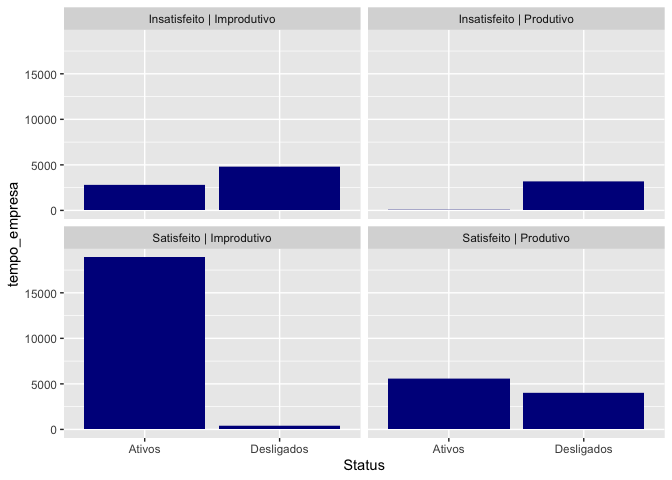 Insatisfeito | Improdutivo
Insatisfeito | Produtivo
15000
10000
5000
0
Satisfeito | Improdutivo
Satisfeito | Produtivo
15000
10000
5000
0
tempo_empresa
Ativos
Desligados
Ativos
Desligados
Status